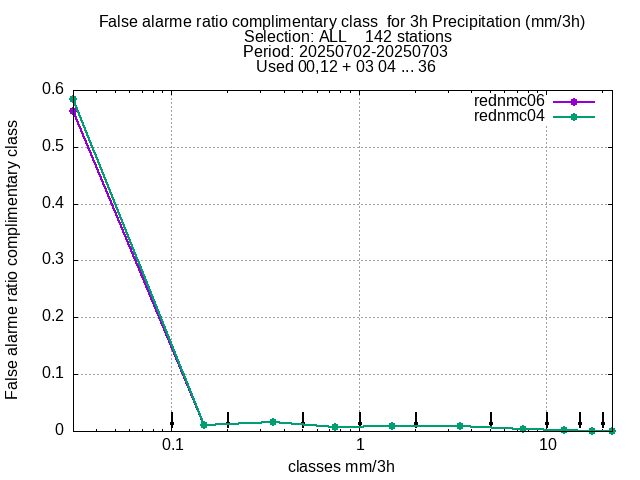 False alarme ratio complimentary class  for 3h Precipitation (mm/3h)
Selection: ALL    142 stations
Period: 20250702-20250703
Used 00,12 + 03 04 ... 36
rednmc06
rednmc04
False alarme ratio complimentary class
0.6
0.5
0.4
0.3
0.2
0.1
0
0.1
1
10
classes mm/3h